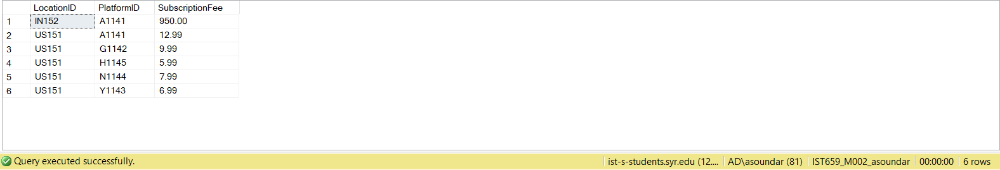 LocationID PlatformID SubscriptionFee
1 IN152 A1141 950.00
2 US151 A1141 12.99
3 US151 G1142 9.99
4 US151 H1145 5.99
5 US151 N1144 7.99
6 US151 Y1143 6.99
Query executed successfully. ist-s-students.syr.edu (12.... AD\asoundar (81) IST659_M002_asoundar 00:00:00 6 rows